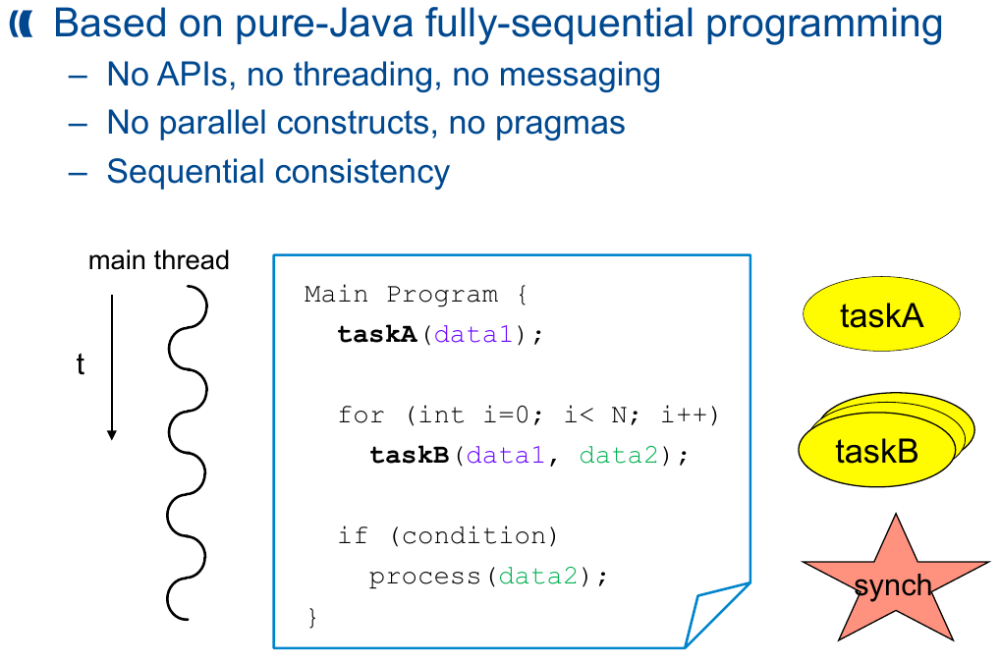 Based on pure-Java fully-sequential programming
– No APIs, no threading, no messaging
– No parallel constructs, no pragmas
– Sequential consistency
main thread
t
Main Program {
taskA(data1);
for (int i=0; i< N; i++)
taskB(data1, data2);
if (condition)
process(data2);
}
taskA
taskB
synch